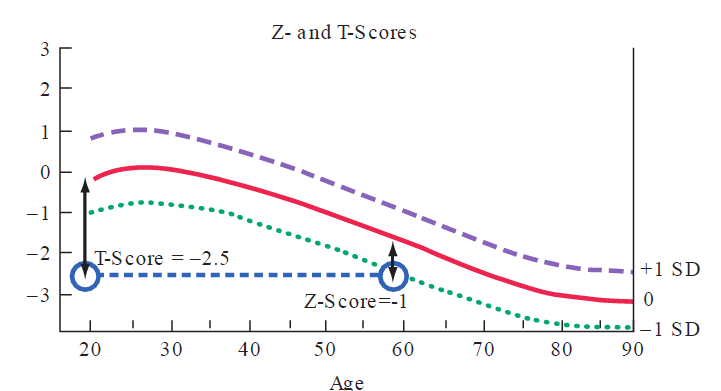 Z- and T-Scores
3
2
1
0
−1
−2
−3
T-Score = −2.5
Z-Score=-1
+1 SD
0
−1 SD
20 30 40 50 60 70 80 90
Age